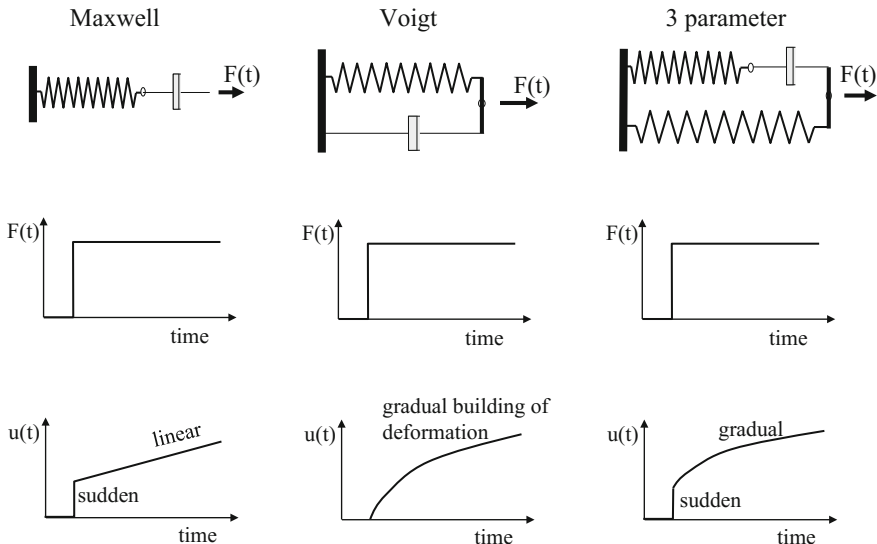 Maxwell
Voigt
3 parameter
F(t)
F(t)
F(t)
F(t)
time
F(t)
time
F(t)
time
u(t)
linear
sudden
time
gradual building of
deformation
u(t)
time
u(t)
gradual
sudden
time